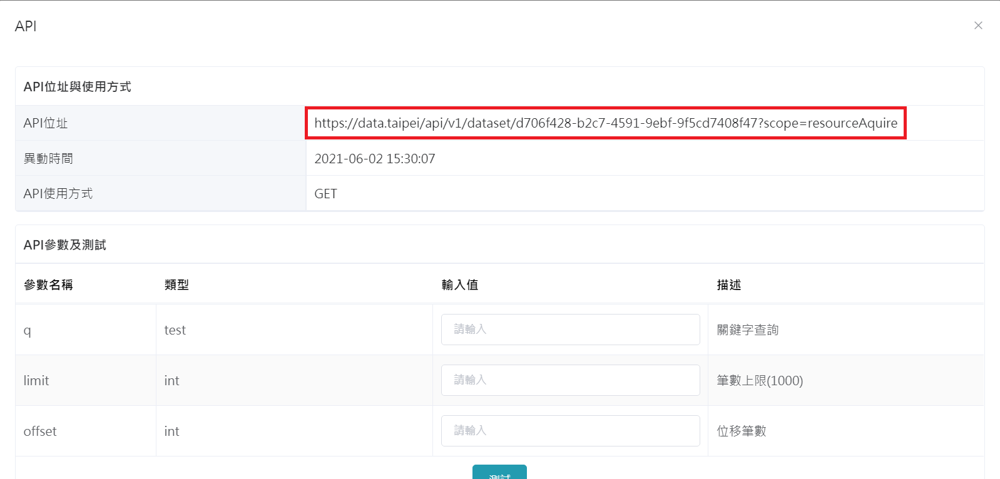 API
API位址與使用方式
API位址 https://data.taipei/api/v1/dataset/d706f428-b2c7-4591-9ebf-9f5cd7408f47?scope=resourceAquire
異動時間 2021-06-02 15:30:07
API使用方式 GET
API參數及測試
參數名稱 類型 輸入值 描述
q test 請輸入 關鍵字查詢
limit int 請輸入 筆數上限(1000)
offset int 請輸入 位移筆數
測試